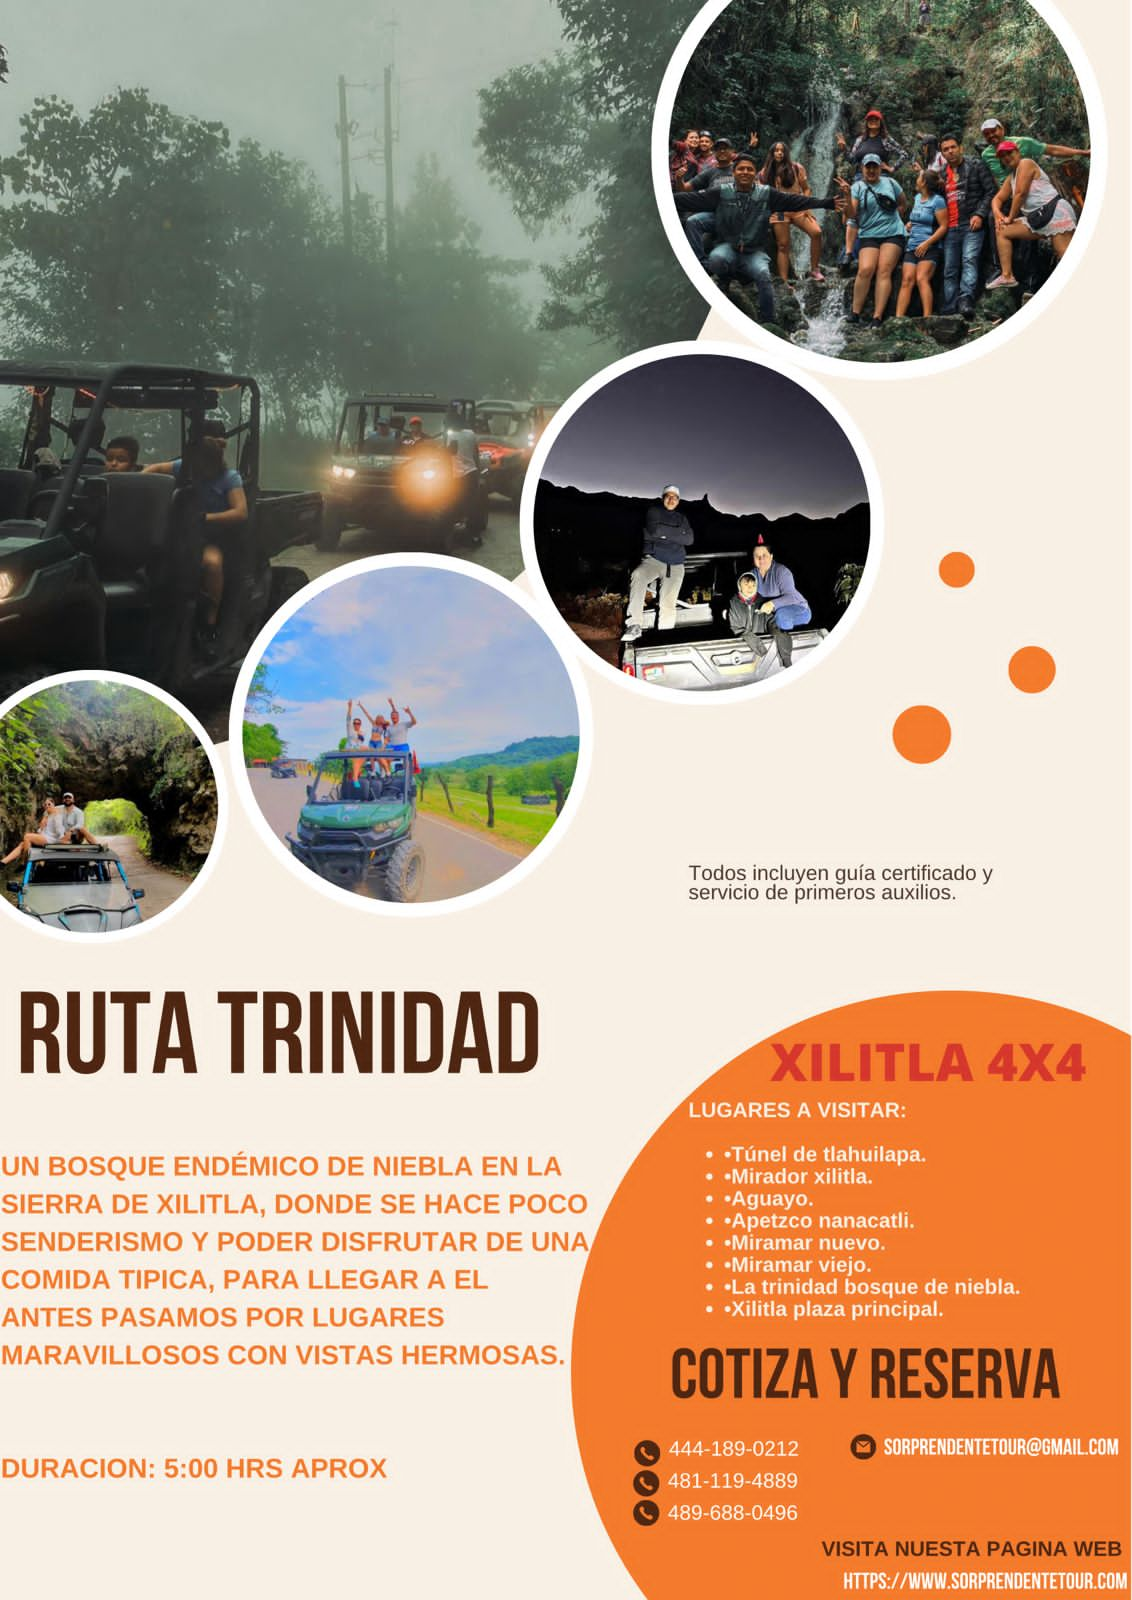 Todos incluyen guía certificado y
servicio de primeros auxilios.
RUTA TRINIDAD
UN BOSQUE ENDÉMICO DE NIEBLA EN LA
SIERRA DE XILITLA, DONDE SE HACE POCO
SENDERISMO Y PODER DISFRUTAR DE UNA
COMIDA TIPICA, PARA LLEGAR A EL
ANTES PASAMOS POR LUGARES
MARAVILLOSOS CON VISTAS HERMOSAS.
DURACION: 5:00 HRS APROX
XILITLA 4X4
LUGARES A VISITAR:
• •Túnel de tlahuilapa.
• •Mirador xilitla.
• •Aguayo.
• •Apetzco nanacatli.
• •Miramar nuevo.
• •Miramar viejo.
• •La trinidad bosque de niebla.
• •Xilitla plaza principal.
COTIZA Y RESERVA
444-189-0212
481-119-4889
489-688-0496
SORPRENDENTETOUR@GMAIL.COM
VISITA NUESTA PAGINA WEB
HTTPS://WWW.SORPRENDENTETOUR.COM